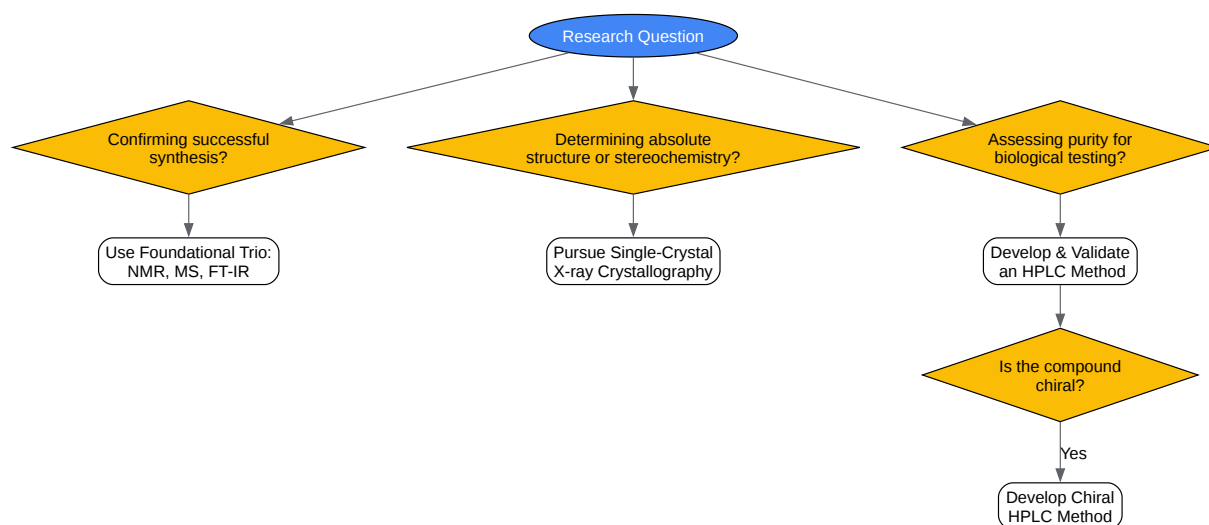 Research Question
Confirming successful
synthesis?
Determining absolute
structure or stereochemistry?
Assessing purity for
biological testing?
Use Foundational Trio:
NMR, MS, FT-IR
Pursue Single-Crystal
X-ray Crystallography
Develop & Validate
an HPLC Method
Is the compound
chiral?
Yes
Develop Chiral
HPLC Method